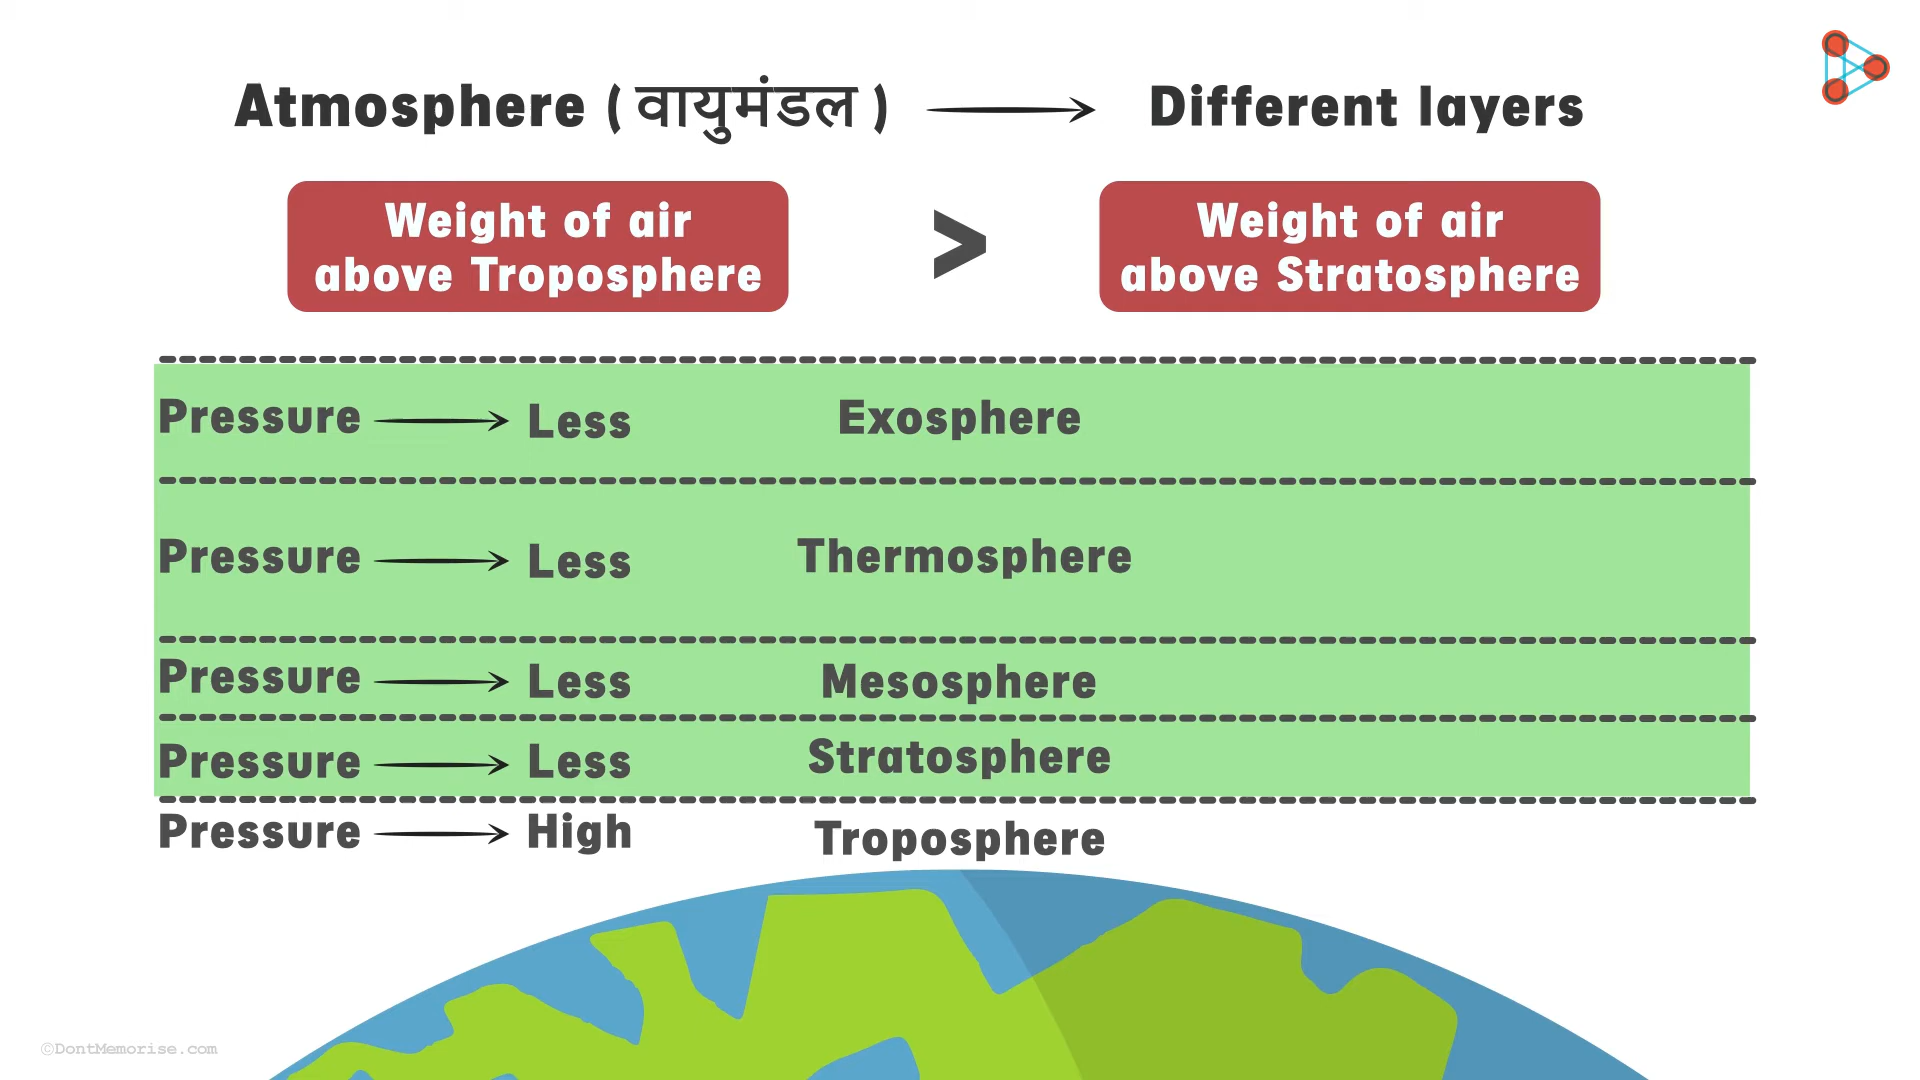 Atmosphere ( वायुमंडल ) ⟶ Different layers
Weight of air
above Troposphere
>
Weight of air
above Stratosphere
Pressure ⟶ Less Exosphere
Pressure ⟶ Less Thermosphere
Pressure ⟶ Less Mesosphere
Pressure ⟶ Less Stratosphere
Pressure ⟶ High Troposphere
©DontMemorise.com